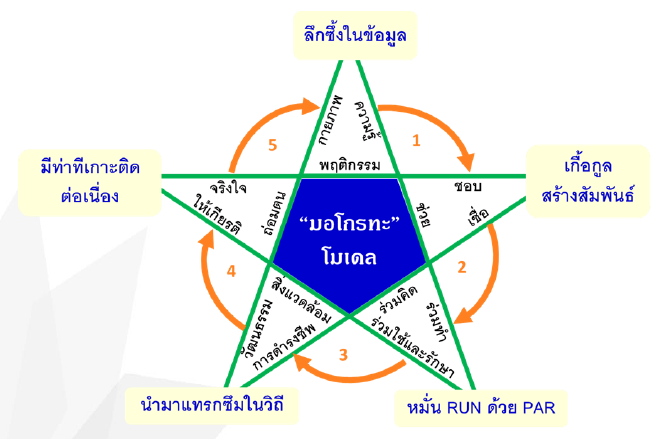 ลึกซึ้งในข้อมูล
กายภาพ
ความรู้
พฤติกรรม
5
1
มีท่าทีเกาะติด
ต่อเนื่อง
จริงใจ
ให้เกียรติ
ถ่อมตน
ช่วย
ชอบ
เชื่อ
เกื้อกูล
สร้างสัมพันธ์
“มอโกรทะ”
โมเดล
4
2
สิ่งแวดล้อม
วัฒนธรรม
การดำรงชีพ
ร่วมคิด
ร่วมทำ
ร่วมใช้และรักษา
3
นำมาแทรกซึมในวิถี
หมั่น RUN ด้วย PAR